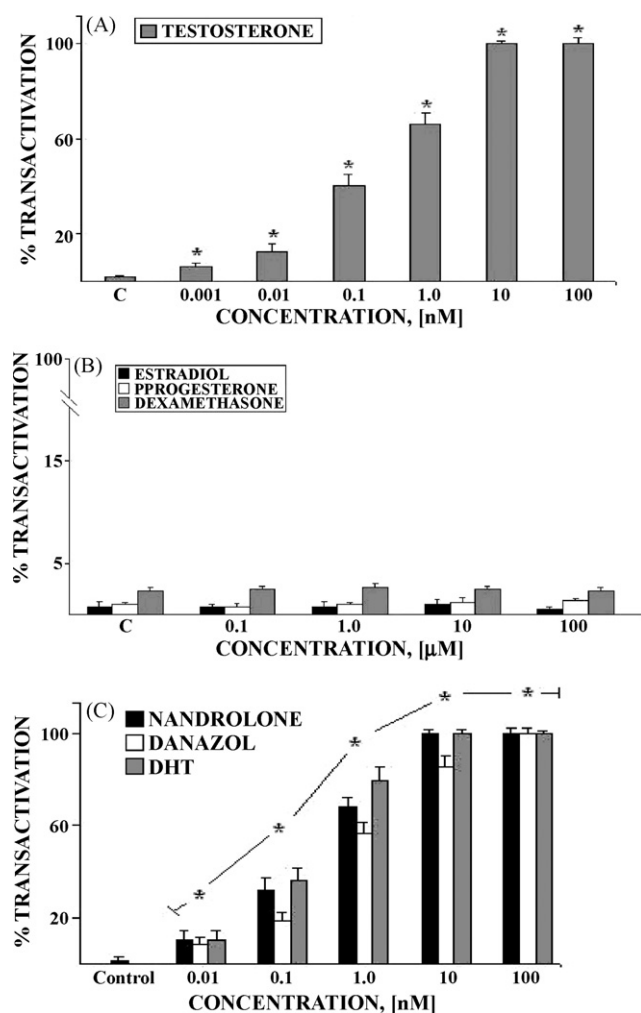 (A)
TESTOSTERONE
% TRANSACTIVATION
100
60
20
* * * * * *
C 0.001 0.01 0.1 1.0 10 100
CONCENTRATION, [nM]
(B)
ESTRADIOL
PPROGESTERONE
DEXAMETHASONE
% TRANSACTIVATION
100
15
5
C 0.1 1.0 10 100
CONCENTRATION, [µM]
(C)
NANDROLONE
DANAZOL
DHT
% TRANSACTIVATION
100
60
20
* * * * *
Control 0.01 0.1 1.0 10 100
CONCENTRATION, [nM]